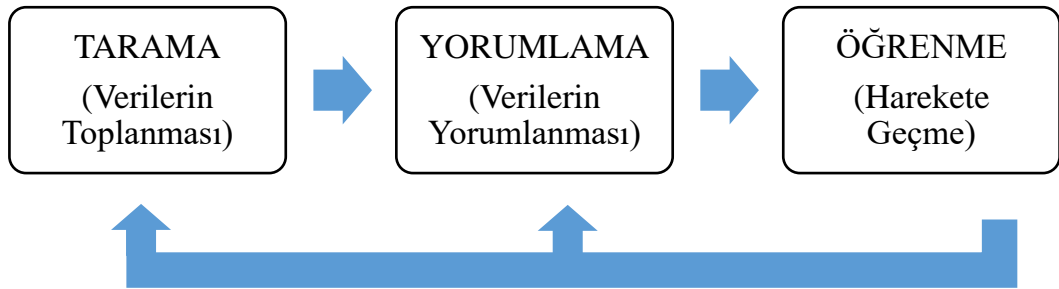 TARAMA
(Verilerin
Toplanması)
YORUMLAMA
(Verilerin
Yorumlanması)
ÖĞRENME
(Harekete
Geçme)